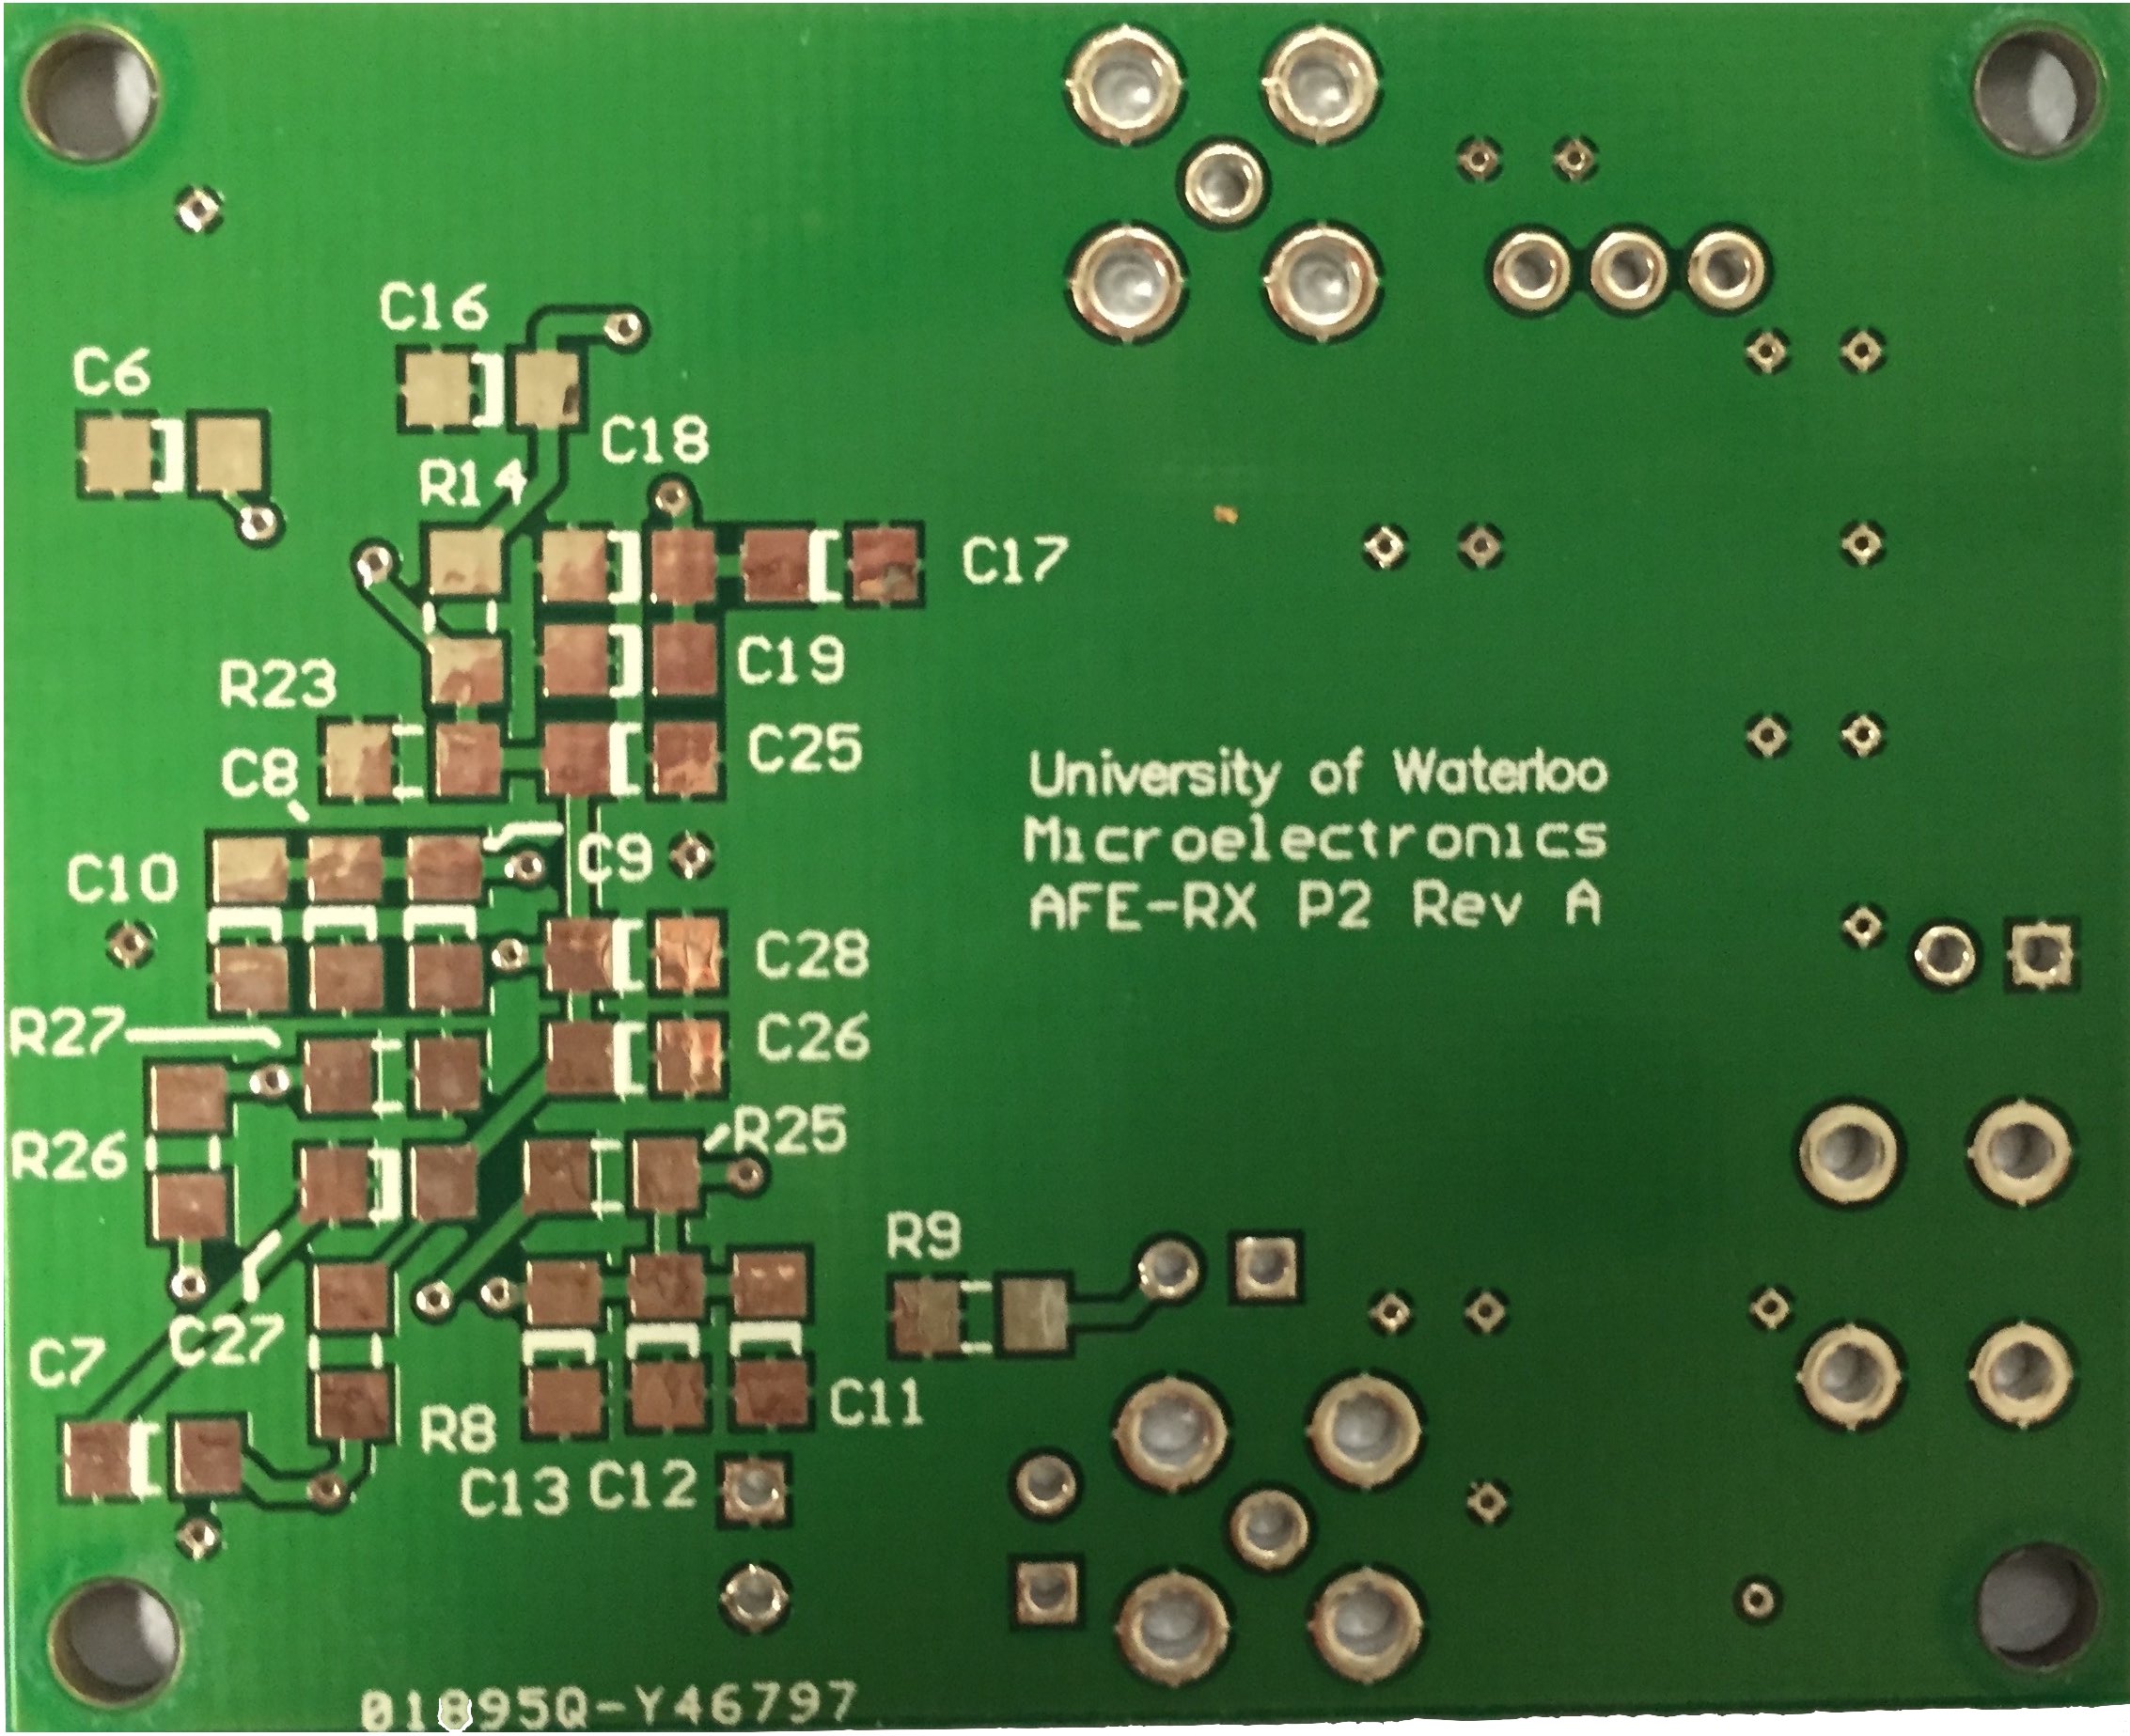 C16
C6
C18
R14
C17
C19
R23
C25
C8
University of Waterloo
Microelectronics
AFE-RX P2 Rev A
C9
C10
C28
R27
C26
R25
R26
R9
C27
C7
C11
R8
C13 C12
01895Q-Y46797